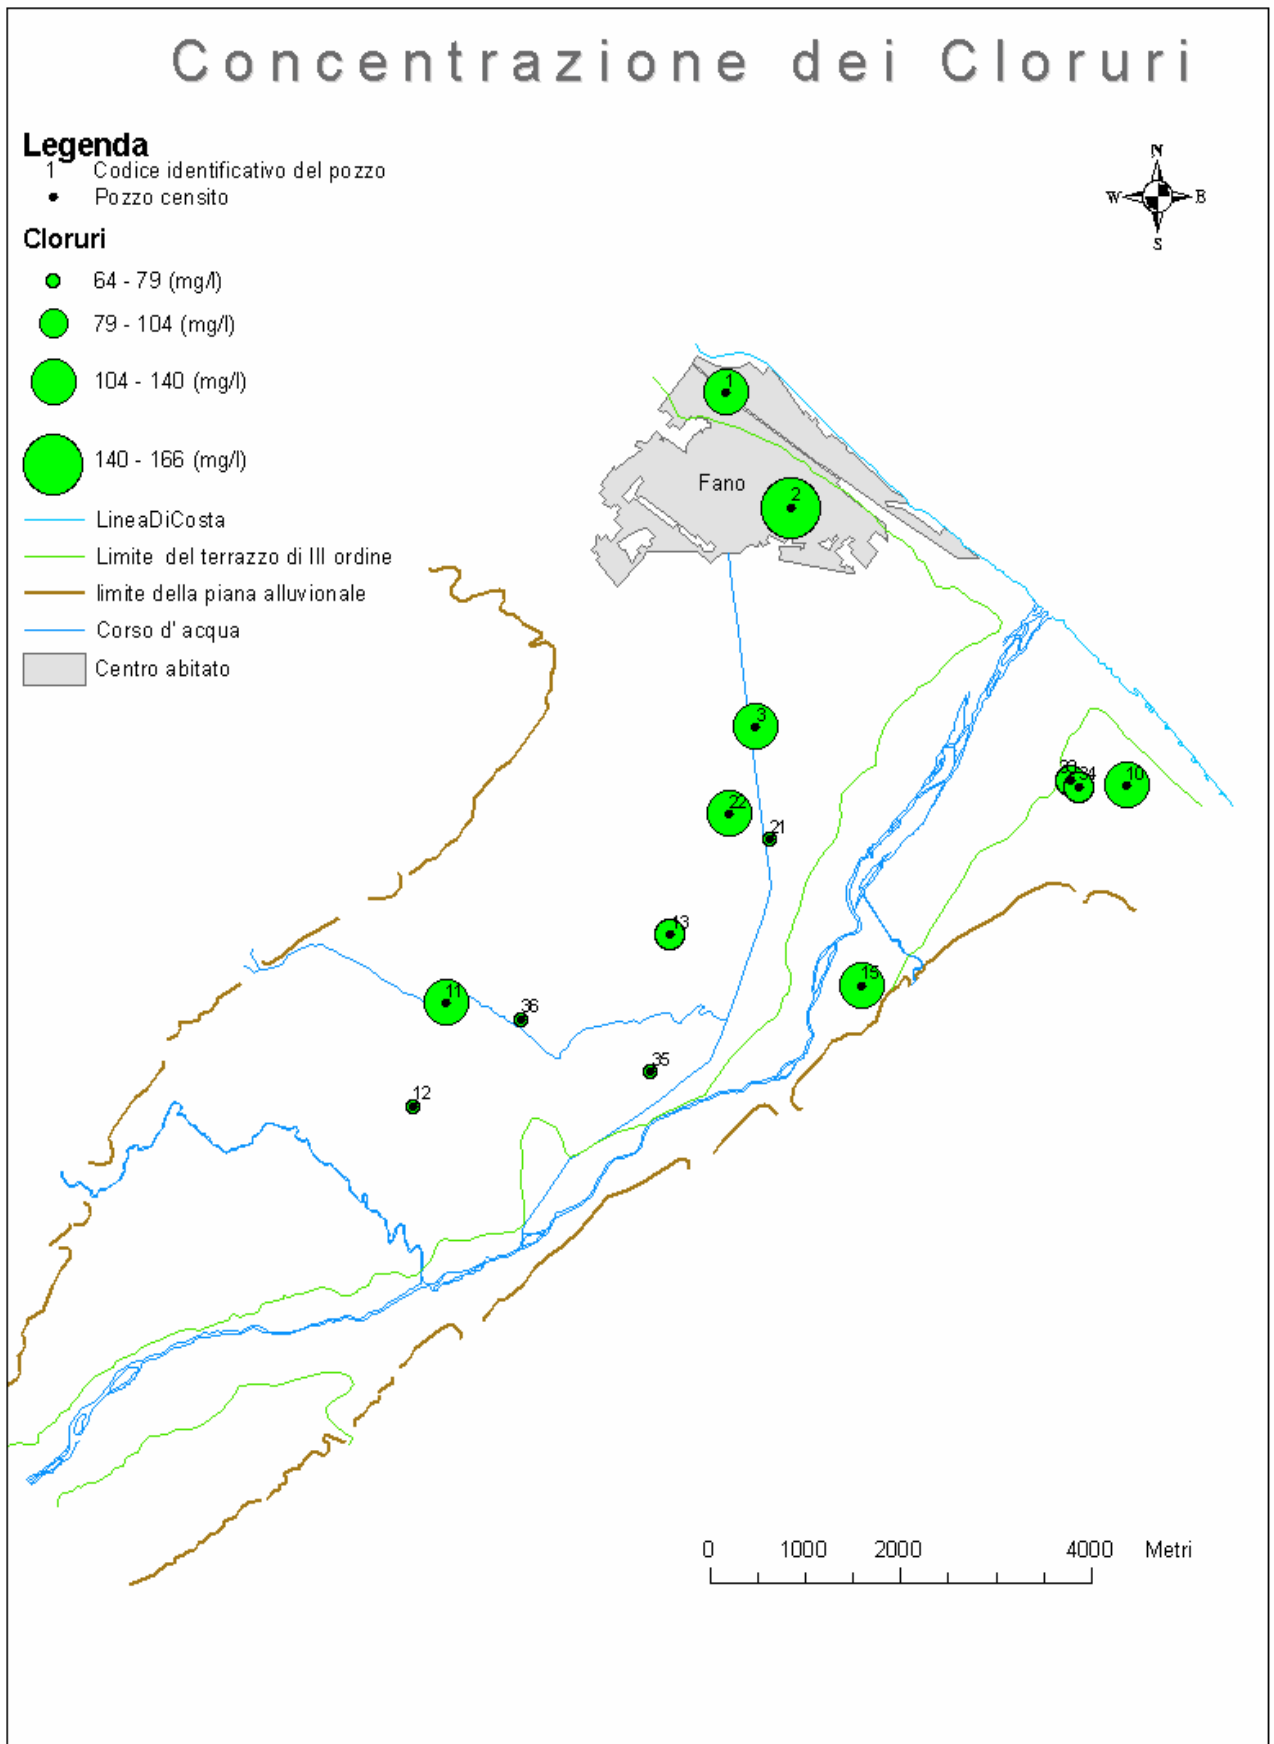 Concentrazione dei Cloruri
Legenda
1 Codice identificativo del pozzo
Pozzo censito
Cloruri
64 - 79 (mg/l)
79 - 104 (mg/l)
104 - 140 (mg/l)
140 - 166 (mg/l)
LineaDiCosta
Limite del terrazzo di III ordine
limite della piana alluvionale
Corso d' acqua
Centro abitato
N
W E
S
1
Fano
2
3
33 34 10
22
21
13
15
11
36
35
12
0 1000 2000 4000 Metri